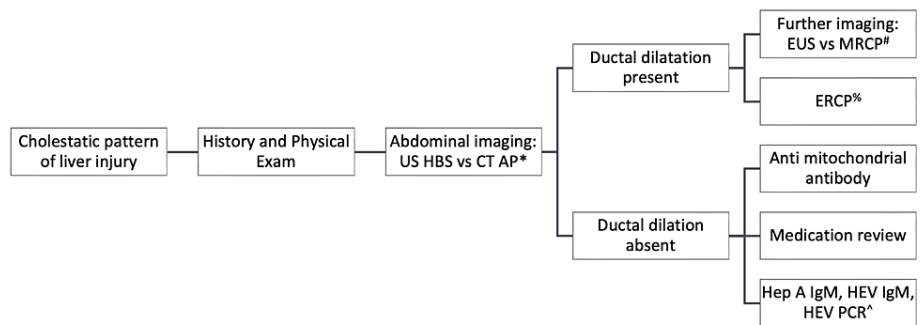 Cholestatic pattern
of liver injury
History and Physical
Exam
Abdominal imaging:
US HBS vs CT AP*
Ductal dilatation
present
Further imaging:
EUS vs MRCP#
ERCP%
Ductal dilation
absent
Anti mitochondrial
antibody
Medication review
Hep A IgM, HEV IgM,
HEV PCR^